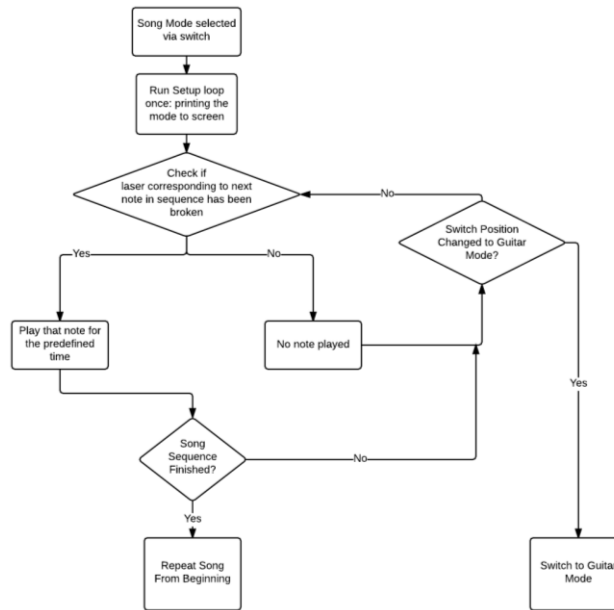 Song Mode selected
via switch
Run Setup loop
once: printing the
mode to screen
Check if
laser corresponding to next
note in sequence has been
broken
No
Switch Position
Changed to Guitar
Mode?
Yes
No
Play that note for
the predefined
time
No note played
Yes
Song
Sequence
Finished?
No
Yes
Repeat Song
From Beginning
Switch to Guitar
Mode